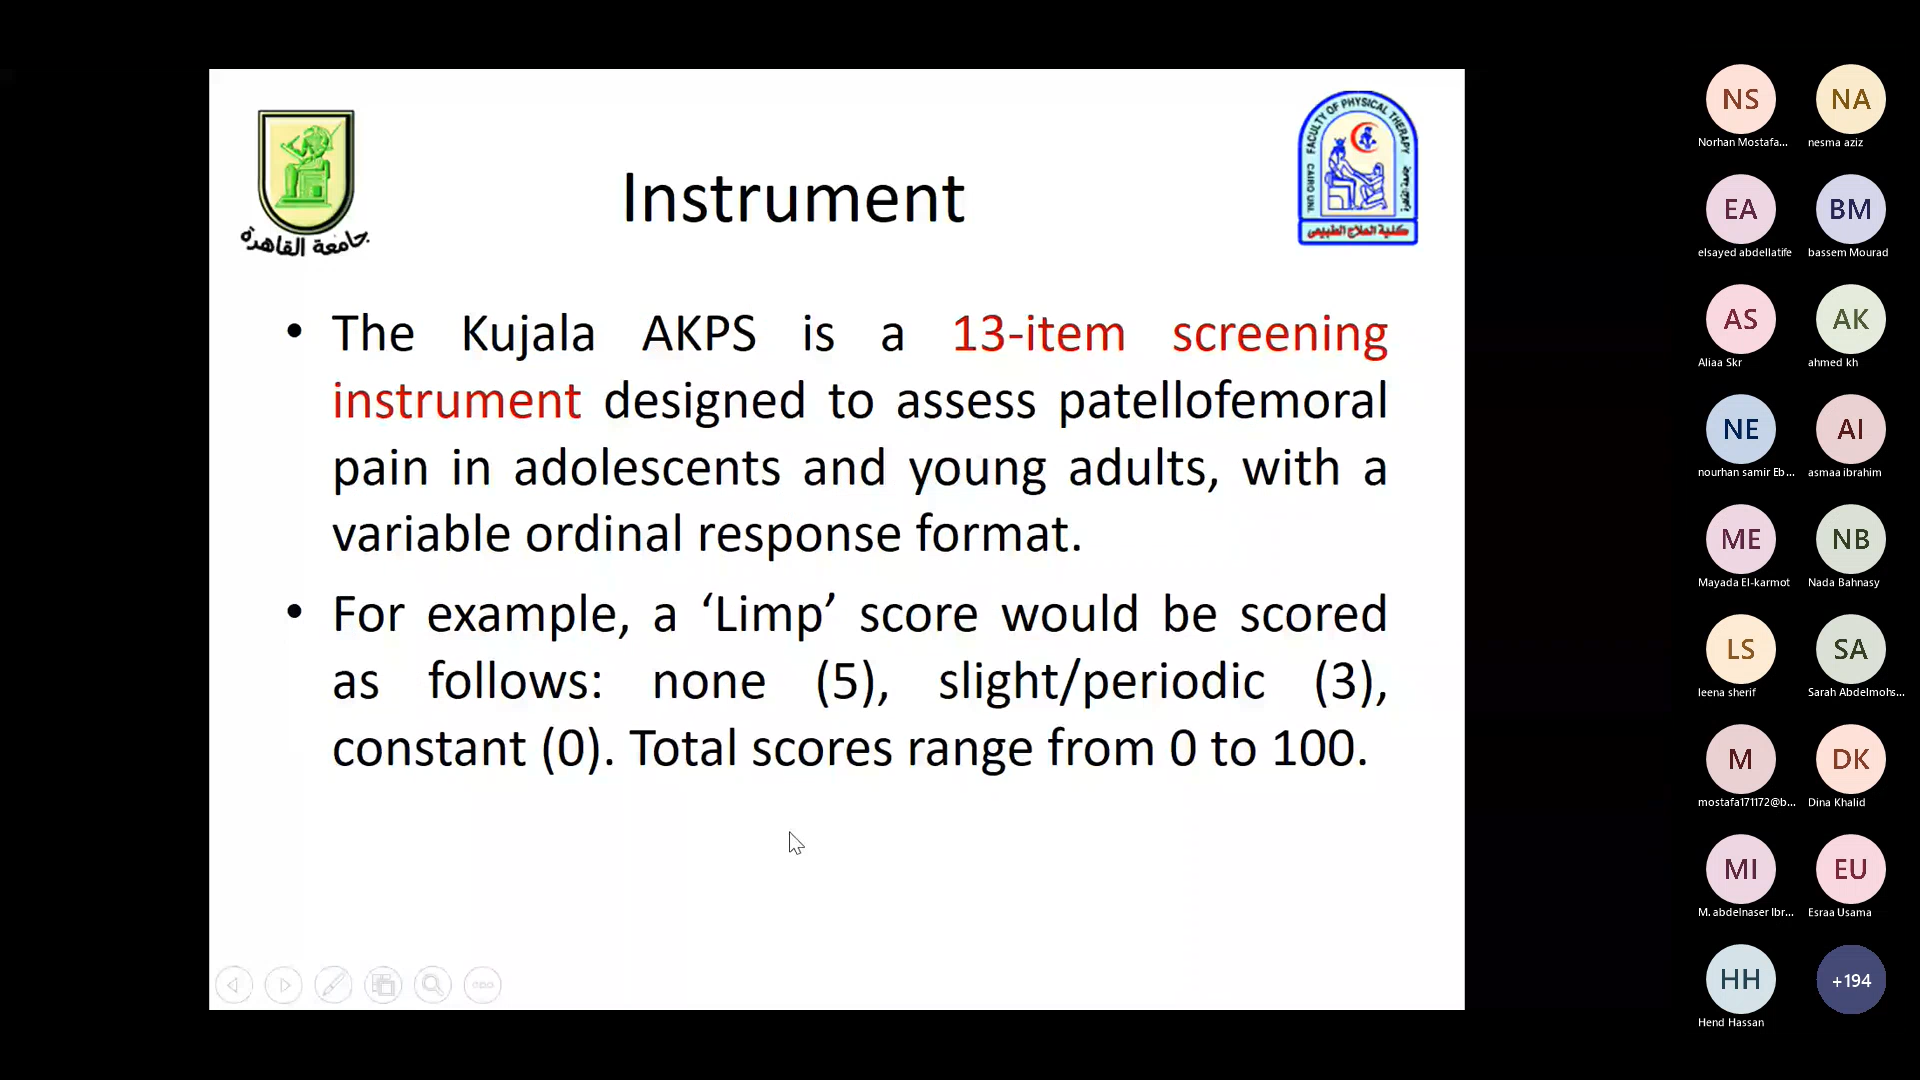 جامعة القاهرة
FACULTY OF PHYSICAL THERAPY
CAIRO UNI.
جامعة القاهرة
كلية العلاج الطبيعى
Instrument
• The Kujala AKPS is a 13-item screening
instrument designed to assess patellofemoral
pain in adolescents and young adults, with a
variable ordinal response format.
• For example, a ‘Limp’ score would be scored
as follows: none (5), slight/periodic (3),
constant (0). Total scores range from 0 to 100.
NS
NA
Norhan Mostafa...
nesma aziz
EA
BM
elsayed abdellatife
bassem Mourad
AS
AK
Aliaa Skr
ahmed kh
NE
AI
nourhan samir Eb...
asmaa ibrahim
ME
NB
Mayada El-karmot
Nada Bahnasy
LS
SA
leena sherif
Sarah Abdelmohs...
M
DK
mostafa171172@b...
Dina Khalid
MI
EU
M. abdelnaser Ibr...
Esraa Usama
HH
+194
Hend Hassan